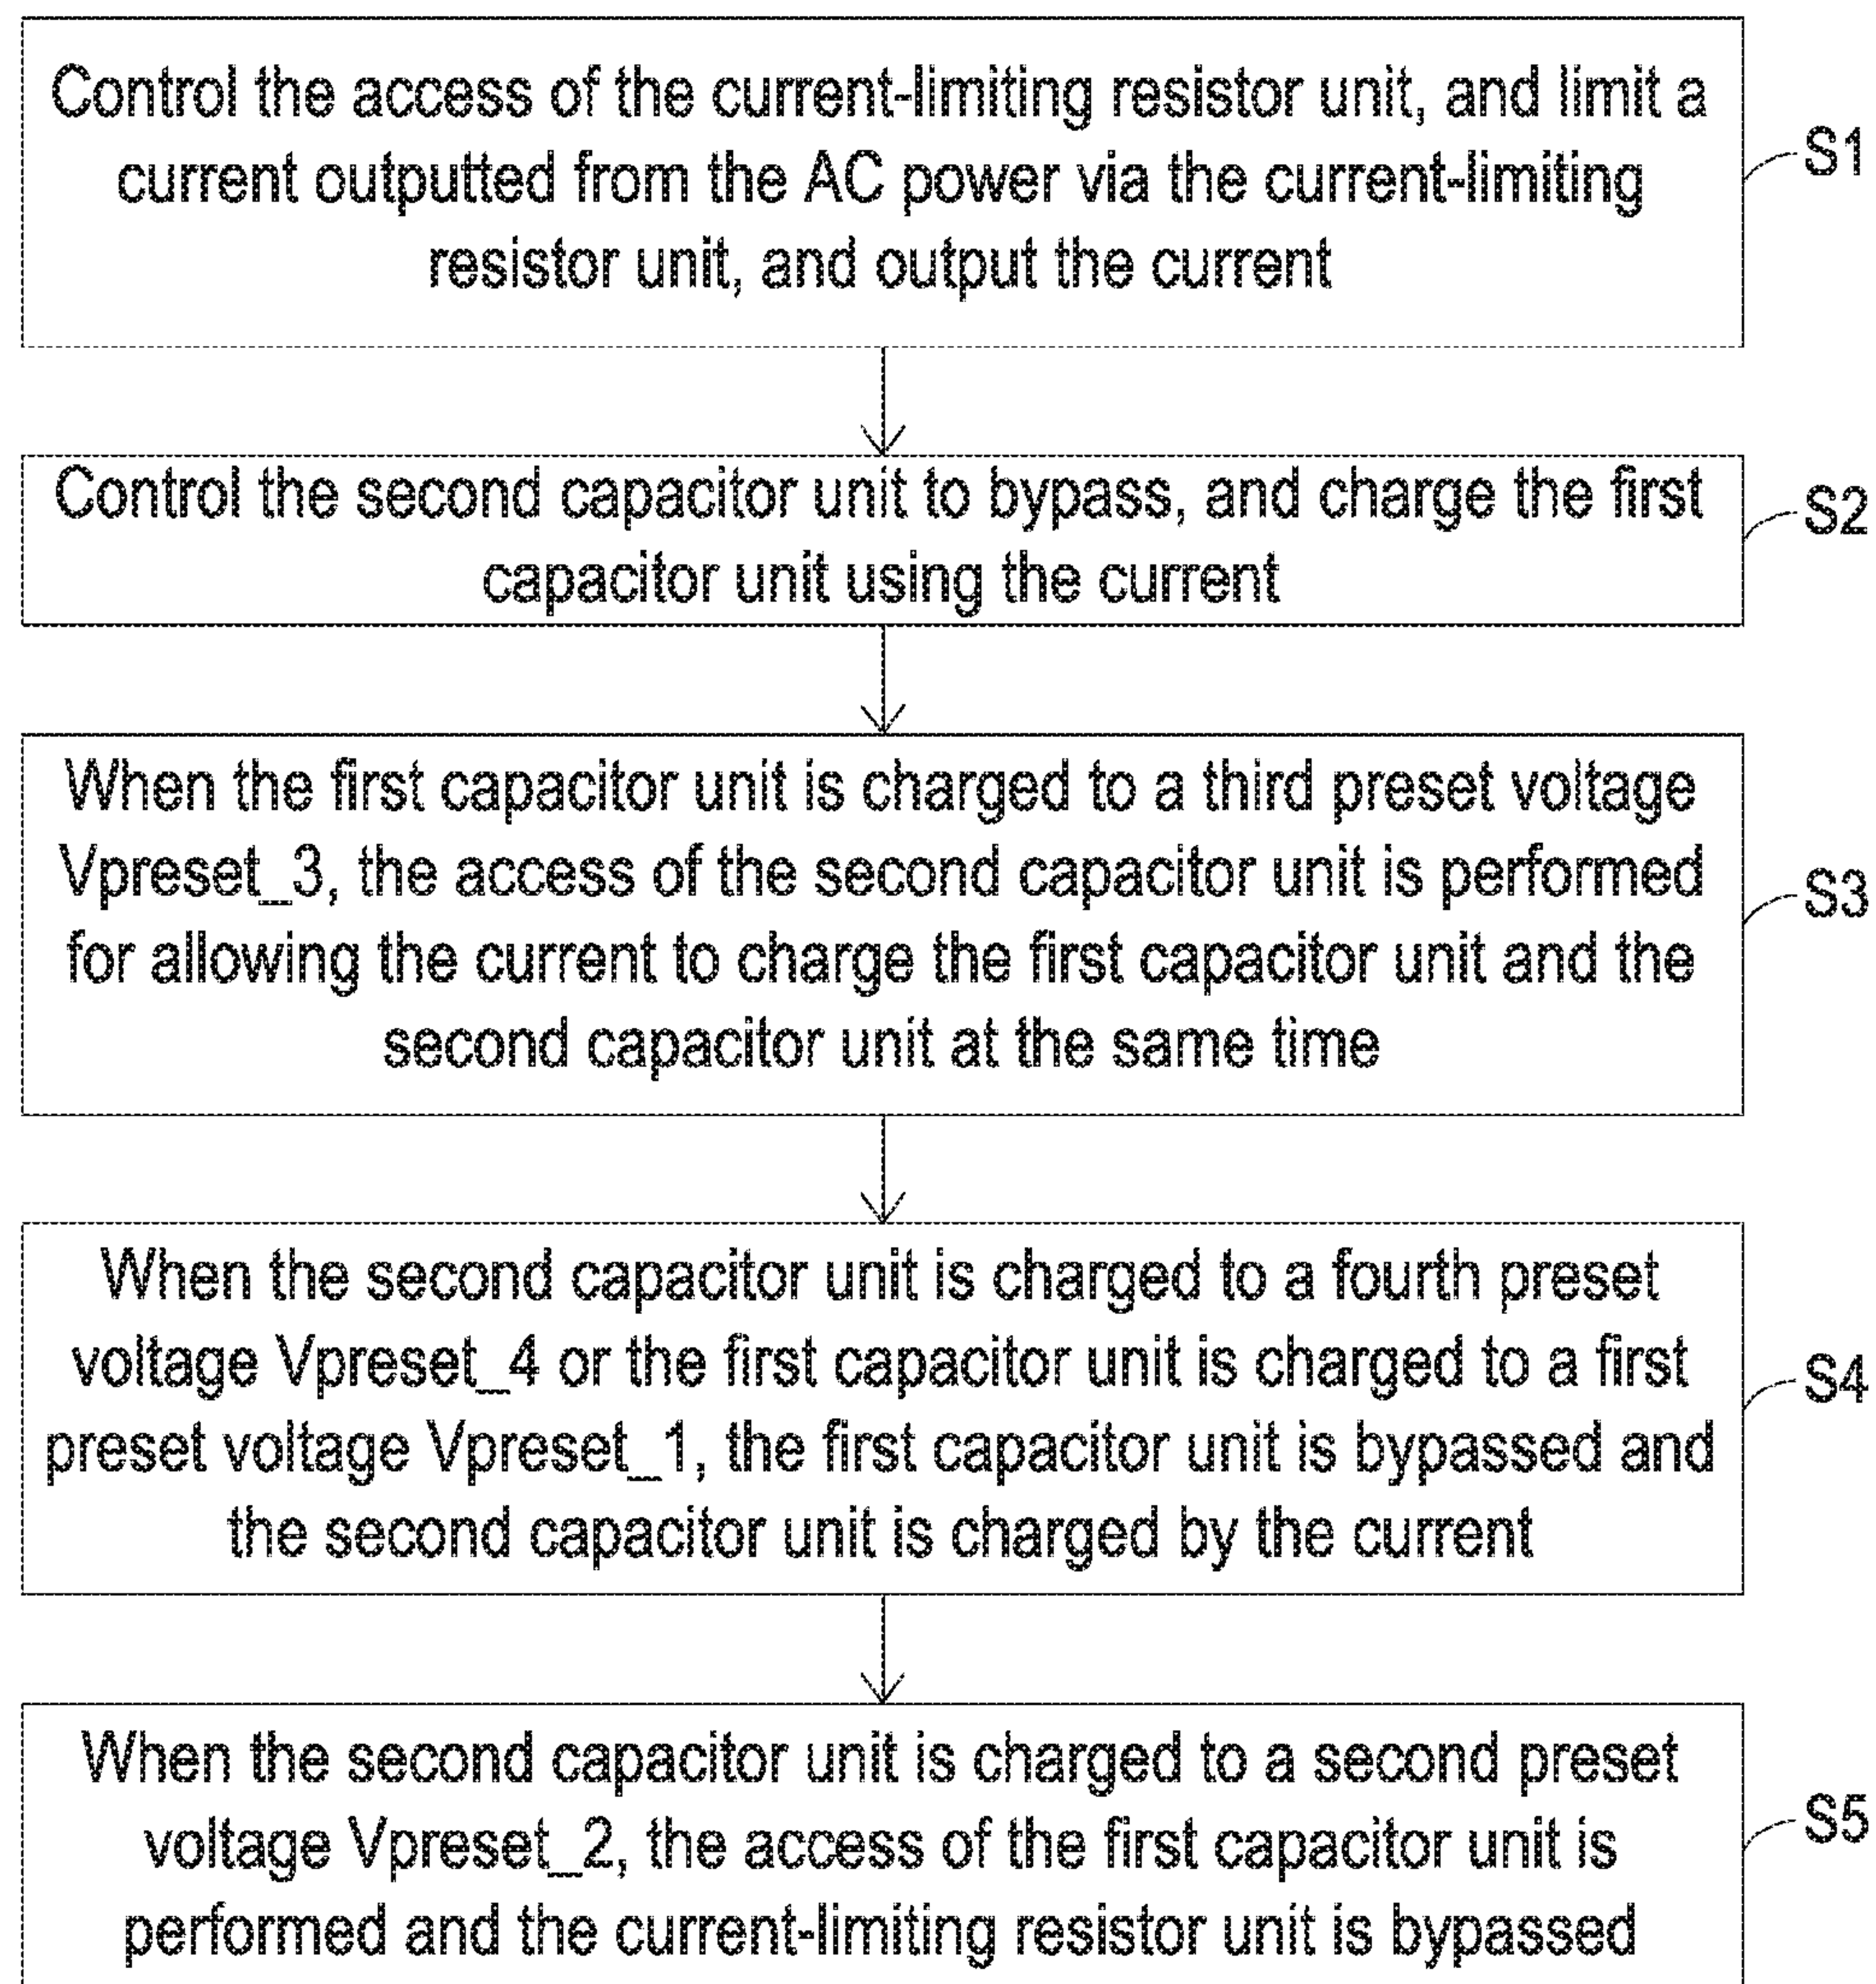 Control the access of the current-limiting resistor unit, and limit a
current outputted from the AC power via the current-limiting
resistor unit, and output the current
S1
Control the second capacitor unit to bypass, and charge the first
capacitor unit using the current
S2
When the first capacitor unit is charged to a third preset voltage
Vpreset_3, the access of the second capacitor unit is performed
for allowing the current to charge the first capacitor unit and the
second capacitor unit at the same time
S3
When the second capacitor unit is charged to a fourth preset
voltage Vpreset_4 or the first capacitor unit is charged to a first
preset voltage Vpreset_1, the first capacitor unit is bypassed and
the second capacitor unit is charged by the current
S4
When the second capacitor unit is charged to a second preset
voltage Vpreset_2, the access of the first capacitor unit is
performed and the current-limiting resistor unit is bypassed
S5